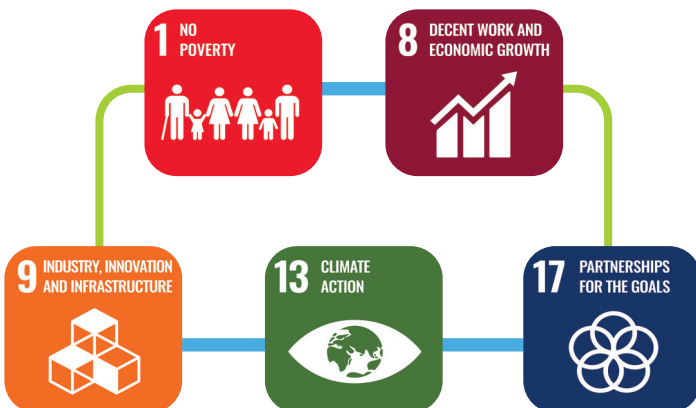 1 NO
POVERTY
8 DECENT WORK AND
ECONOMIC GROWTH
9 INDUSTRY, INNOVATION
AND INFRASTRUCTURE
13 CLIMATE
ACTION
17 PARTNERSHIPS
FOR THE GOALS